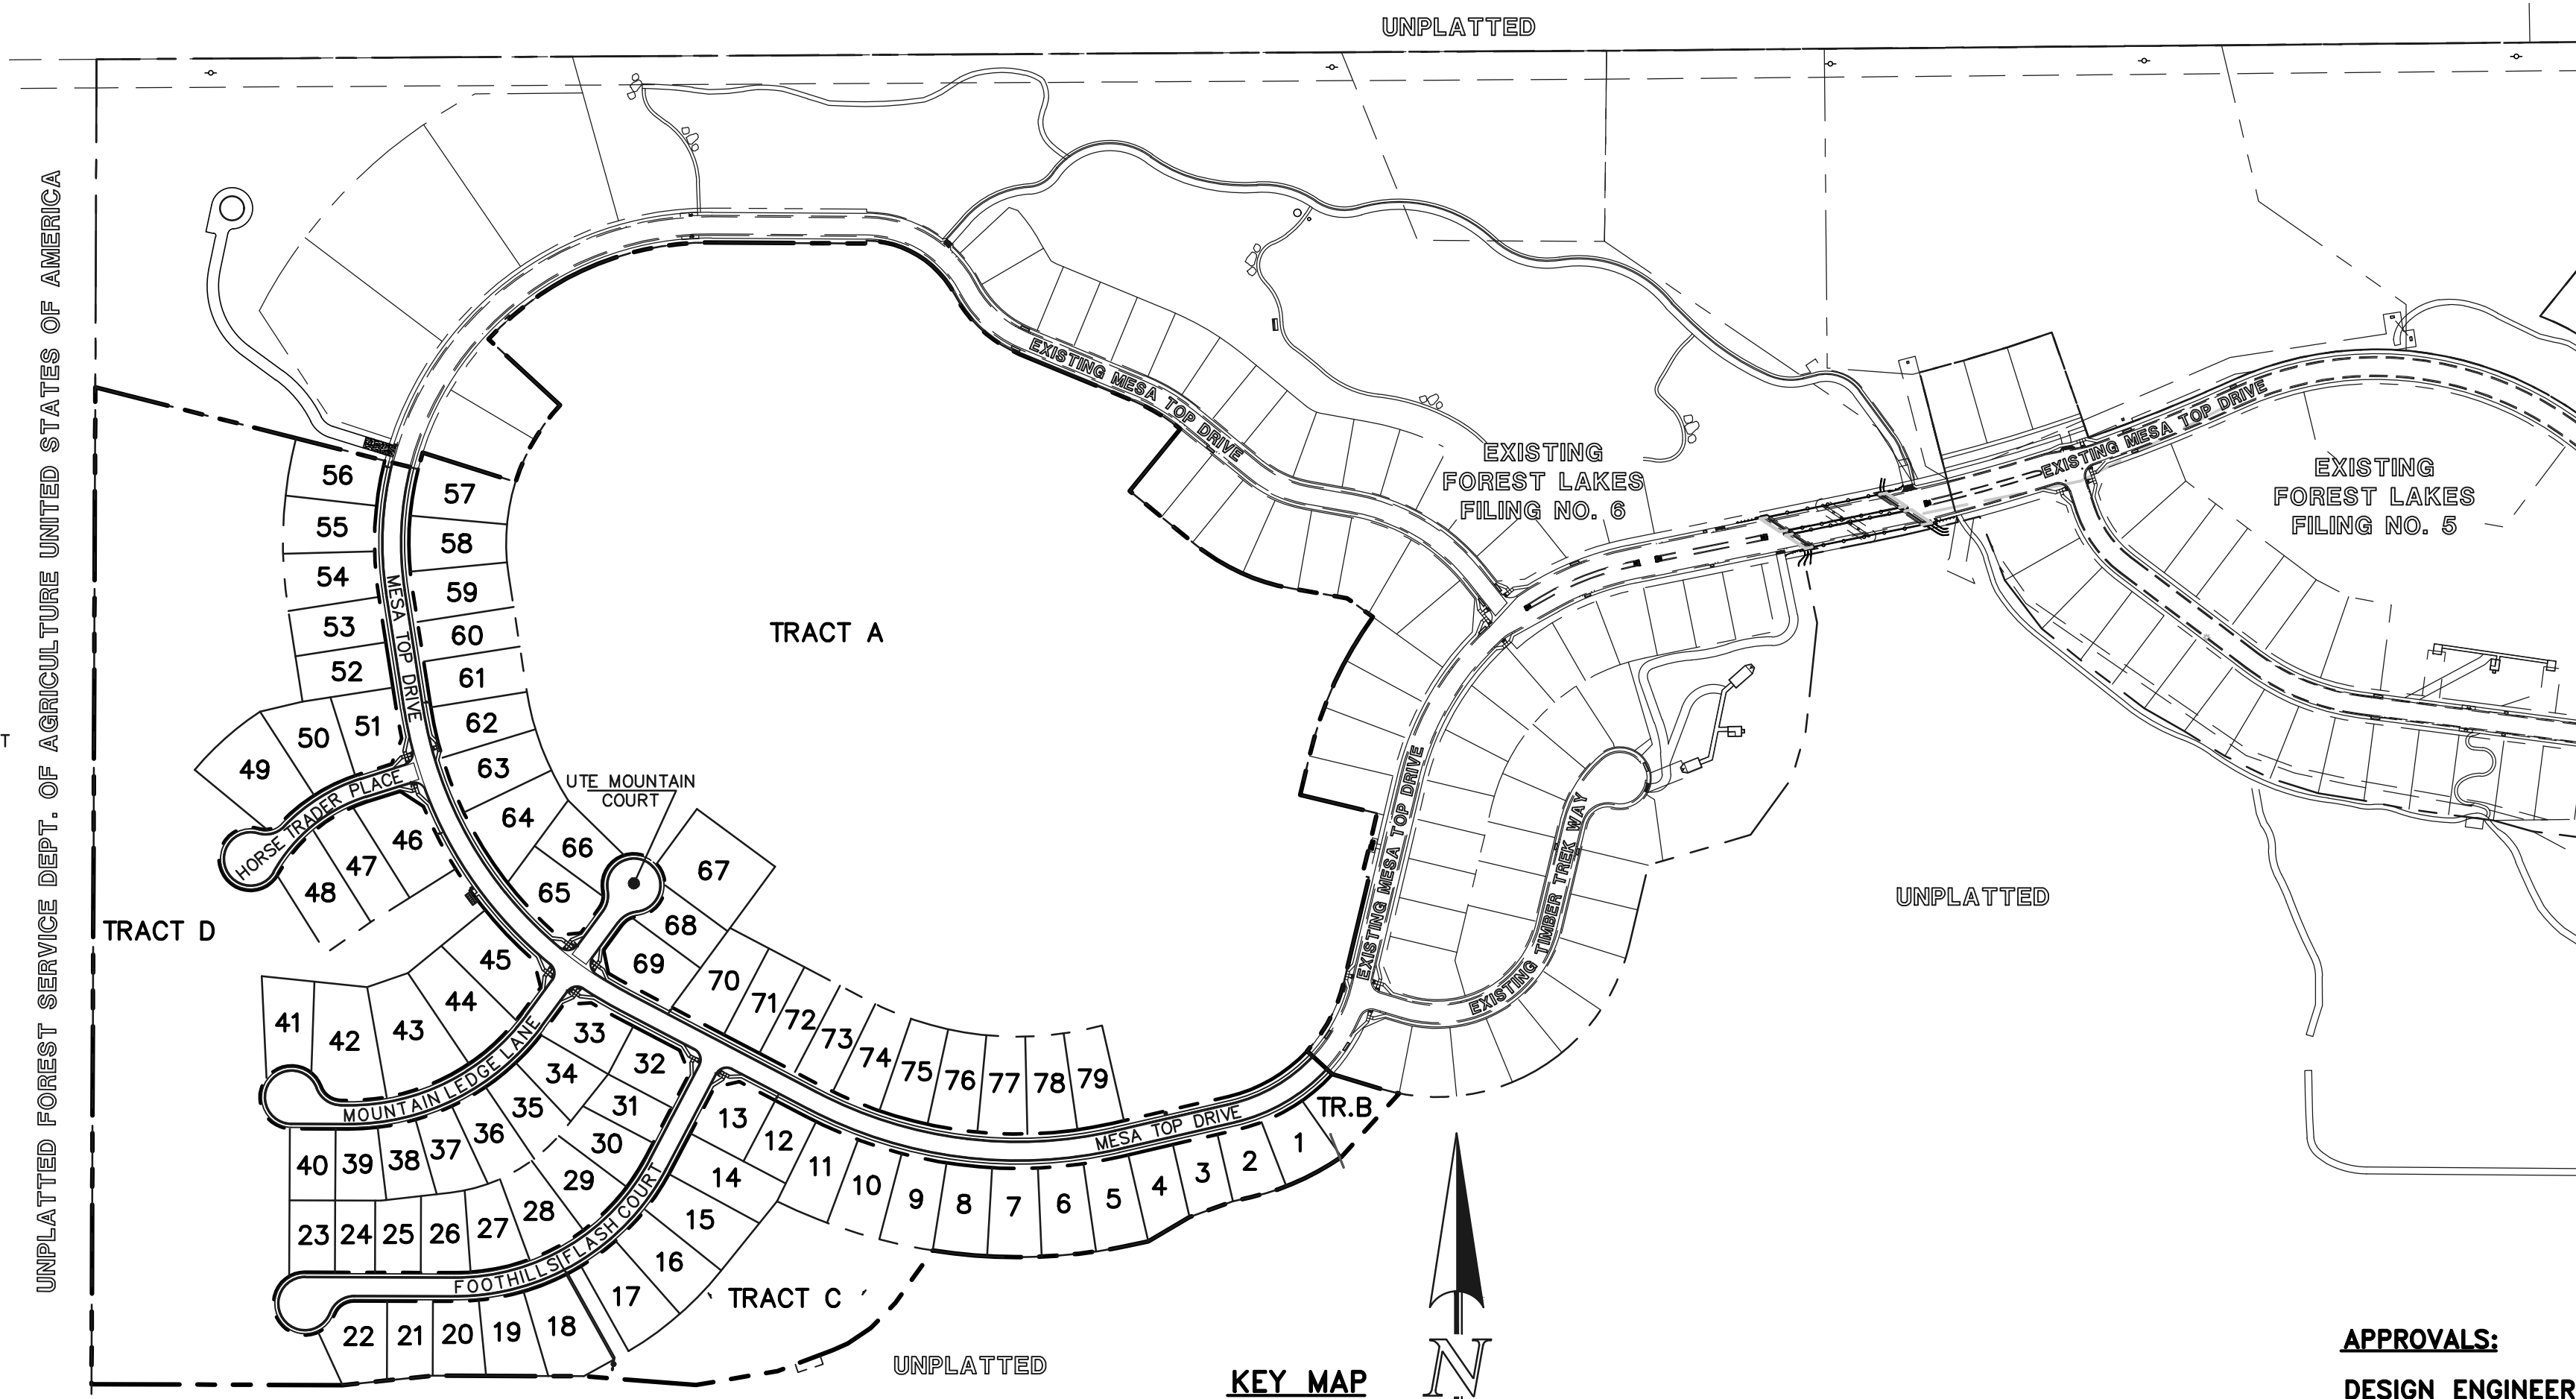 UNPLATTED
UNPLATTED FOREST SERVICE DEPT. OF AGRICULTURE UNITED STATES OF AMERICA
T
EXISTING MESA TOP DRIVE
EXISTING
FOREST LAKES
FILING NO. 6
EXISTING MESA TOP DRIVE
EXISTING
FOREST LAKES
FILING NO. 5
56
57
55
58
54
59
53
60
52
61
MESA TOP DRIVE
TRACT A
51
62
50
49
63
UTE MOUNTAIN
COURT
HORSE TRADER PLACE
64
46
66
67
47
65
48
68
69
TRACT D
45
70
44
71
72
41
42
43
73
33
74
32
75
34
76
77
78
79
MOUNTAIN LEDGE LANE
35
31
13
36
30
12
37
38
39
40
29
14
11
10
28
9
8
7
6
5
4
3
2
1
MESA TOP DRIVE
TR.B
EXISTING MESA TOP DRIVE
EXISTING TIMBER TREK WAY
UNPLATTED
23
24
25
26
27
15
16
FOOTHILLS FLASH COURT
17
18
19
20
21
22
TRACT C
UNPLATTED
KEY MAP
N
APPROVALS:
DESIGN ENGINEER